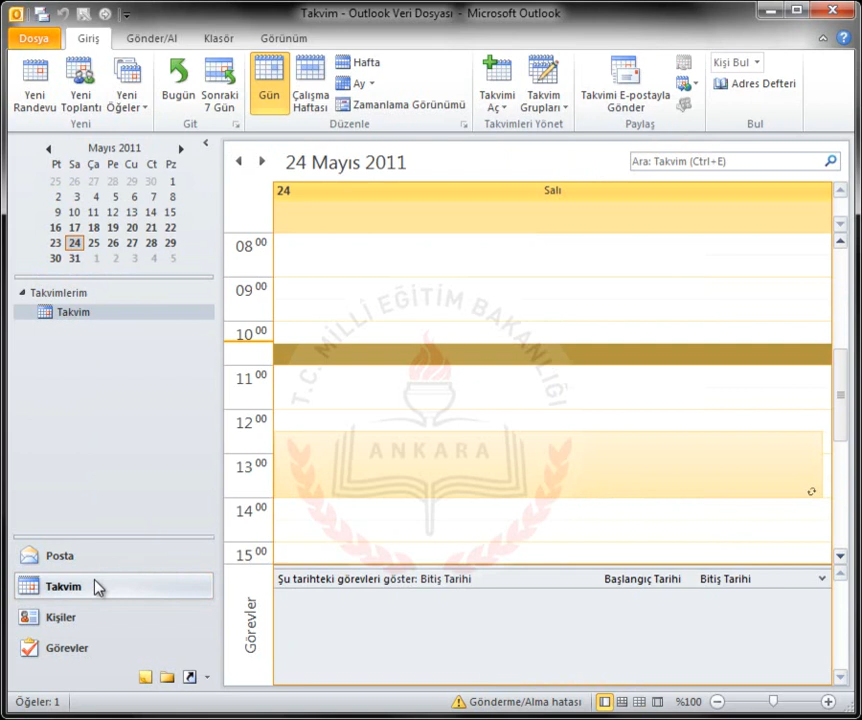 Takvim - Outlook Veri Dosyası - Microsoft Outlook
Dosya Giriş Gönder/Al Klasör Görünüm
Yeni Randevu
Yeni Toplantı
Yeni Öğeler
Yeni
Bugün
Sonraki 7 Gün
Git
Gün
Çalışma Haftası
Hafta
Ay
Zamanlama Görünümü
Düzenle
Takvimi Aç
Takvim Grupları
Takvimleri Yönet
Takvimi E-postayla Gönder
Paylaş
Kişi Bul
Adres Defteri
Bul
Mayıs 2011
Pt Sa Ça Pe Cu Ct Pz
25 26 27 28 29 30 1
2 3 4 5 6 7 8
9 10 11 12 13 14 15
16 17 18 19 20 21 22
23 24 25 26 27 28 29
30 31 1 2 3 4 5
Takvimlerim
Takvim
Posta
Takvim
Kişiler
Görevler
24 Mayıs 2011
Ara: Takvim (Ctrl+E)
24 Salı
08 00
09 00
10 00
11 00
12 00
13 00
14 00
15 00
T.C. MİLLİ EĞİTİM BAKANLIĞI
ANKARA
Görevler
Şu tarihteki görevleri göster: Bitiş Tarihi Başlangıç Tarihi Bitiş Tarihi
Öğeler: 1 Gönderme/Alma hatası %100